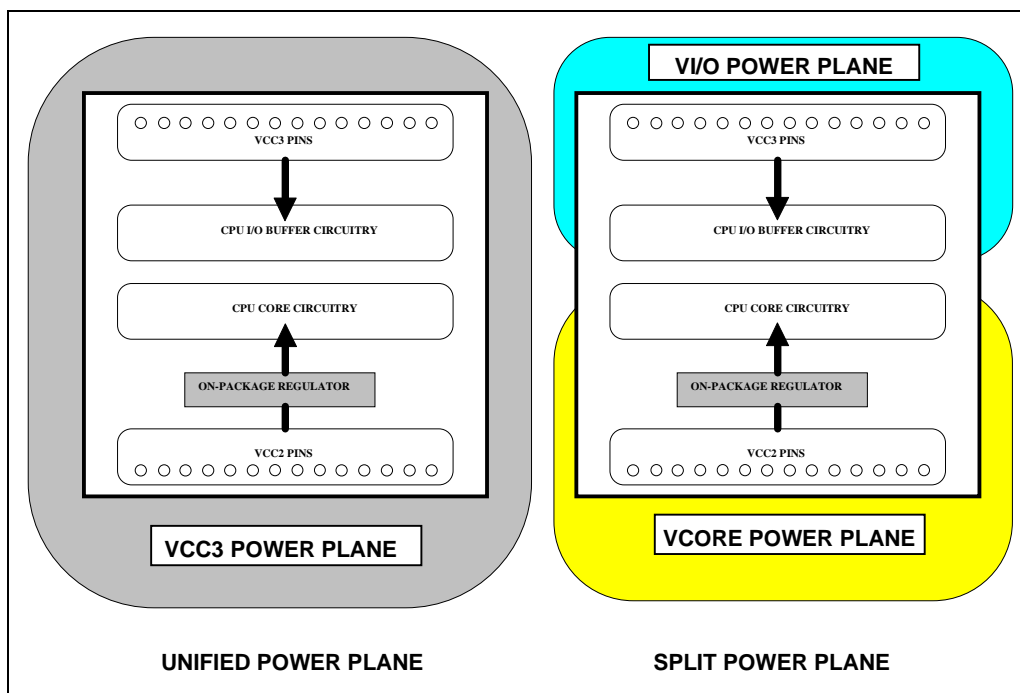 VCC3 PINS
CPU I/O BUFFER CIRCUITRY
CPU CORE CIRCUITRY
ON-PACKAGE REGULATOR
VCC2 PINS
VCC3 POWER PLANE
UNIFIED POWER PLANE
VI/O POWER PLANE
VCC3 PINS
CPU I/O BUFFER CIRCUITRY
CPU CORE CIRCUITRY
ON-PACKAGE REGULATOR
VCC2 PINS
VCORE POWER PLANE
SPLIT POWER PLANE